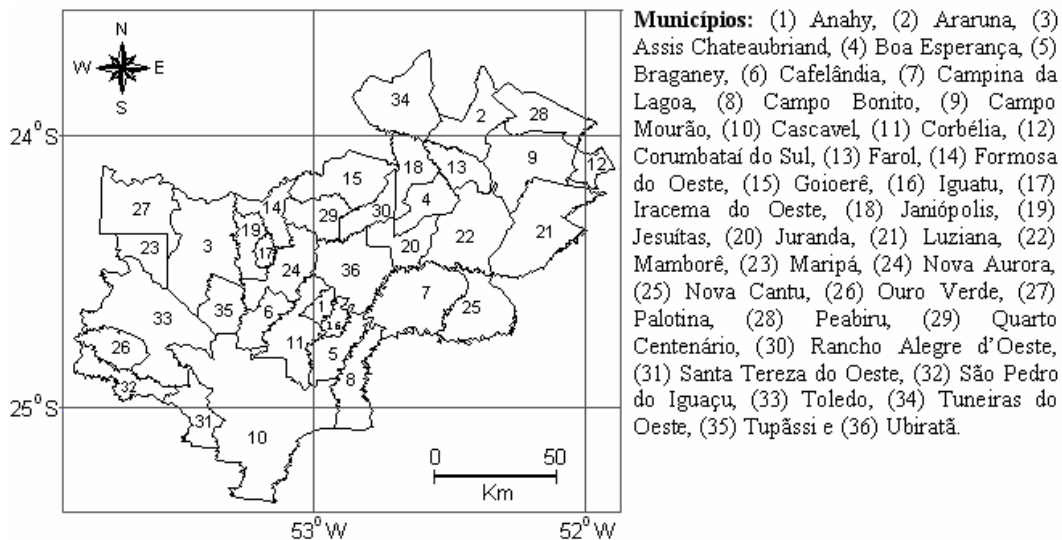 N
W E
S
24°S
25°S
53°W
52°W
34
2
28
12
9
18
13
15
4
27
14
29
30
19
3
23
17
20
22
21
24
36
7
25
35
6
33
16
11
26
5
8
32
31
10
0 50
Km
Municípios: (1) Anahy, (2) Araruna, (3)
Assis Chateaubriand, (4) Boa Esperança, (5)
Braganey, (6) Cafelândia, (7) Campina da
Lagoa, (8) Campo Bonito, (9) Campo
Mourão, (10) Cascavel, (11) Corbélia, (12)
Corumbataí do Sul, (13) Farol, (14) Formosa
do Oeste, (15) Goioerê, (16) Iguatu, (17)
Iracema do Oeste, (18) Janiópolis, (19)
Jesuítas, (20) Juranda, (21) Luziana, (22)
Mamborê, (23) Maripá, (24) Nova Aurora,
(25) Nova Cantu, (26) Ouro Verde, (27)
Palotina, (28) Peabiru, (29) Quarto
Centenário, (30) Rancho Alegre d’Oeste,
(31) Santa Tereza do Oeste, (32) São Pedro
do Iguaçu, (33) Toledo, (34) Tuneiras do
Oeste, (35) Tupãssi e (36) Ubiratã.